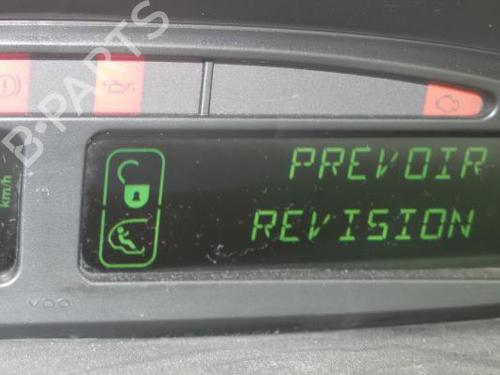 B-PARTS
PREVOIR
km/h
REVISION
VDO